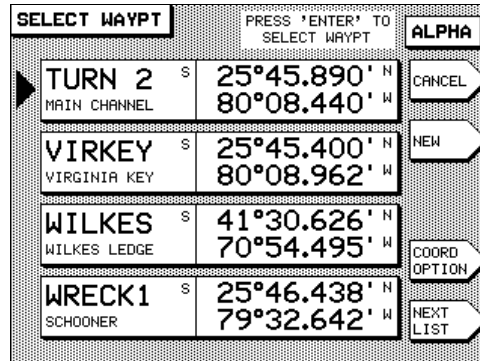 SELECT WAYPT
PRESS 'ENTER' TO
SELECT WAYPT
ALPHA
TURN 2 S 25°45.890' N
MAIN CHANNEL 80°08.440' W
CANCEL
VIRKEY S 25°45.400' N
VIRGINIA KEY 80°08.962' W
NEW
WILKES S 41°30.626' N
WILKES LEDGE 70°54.495' W
COORD
OPTION
WRECK1 S 25°46.438' N
SCHOONER 79°32.642' W
NEXT
LIST